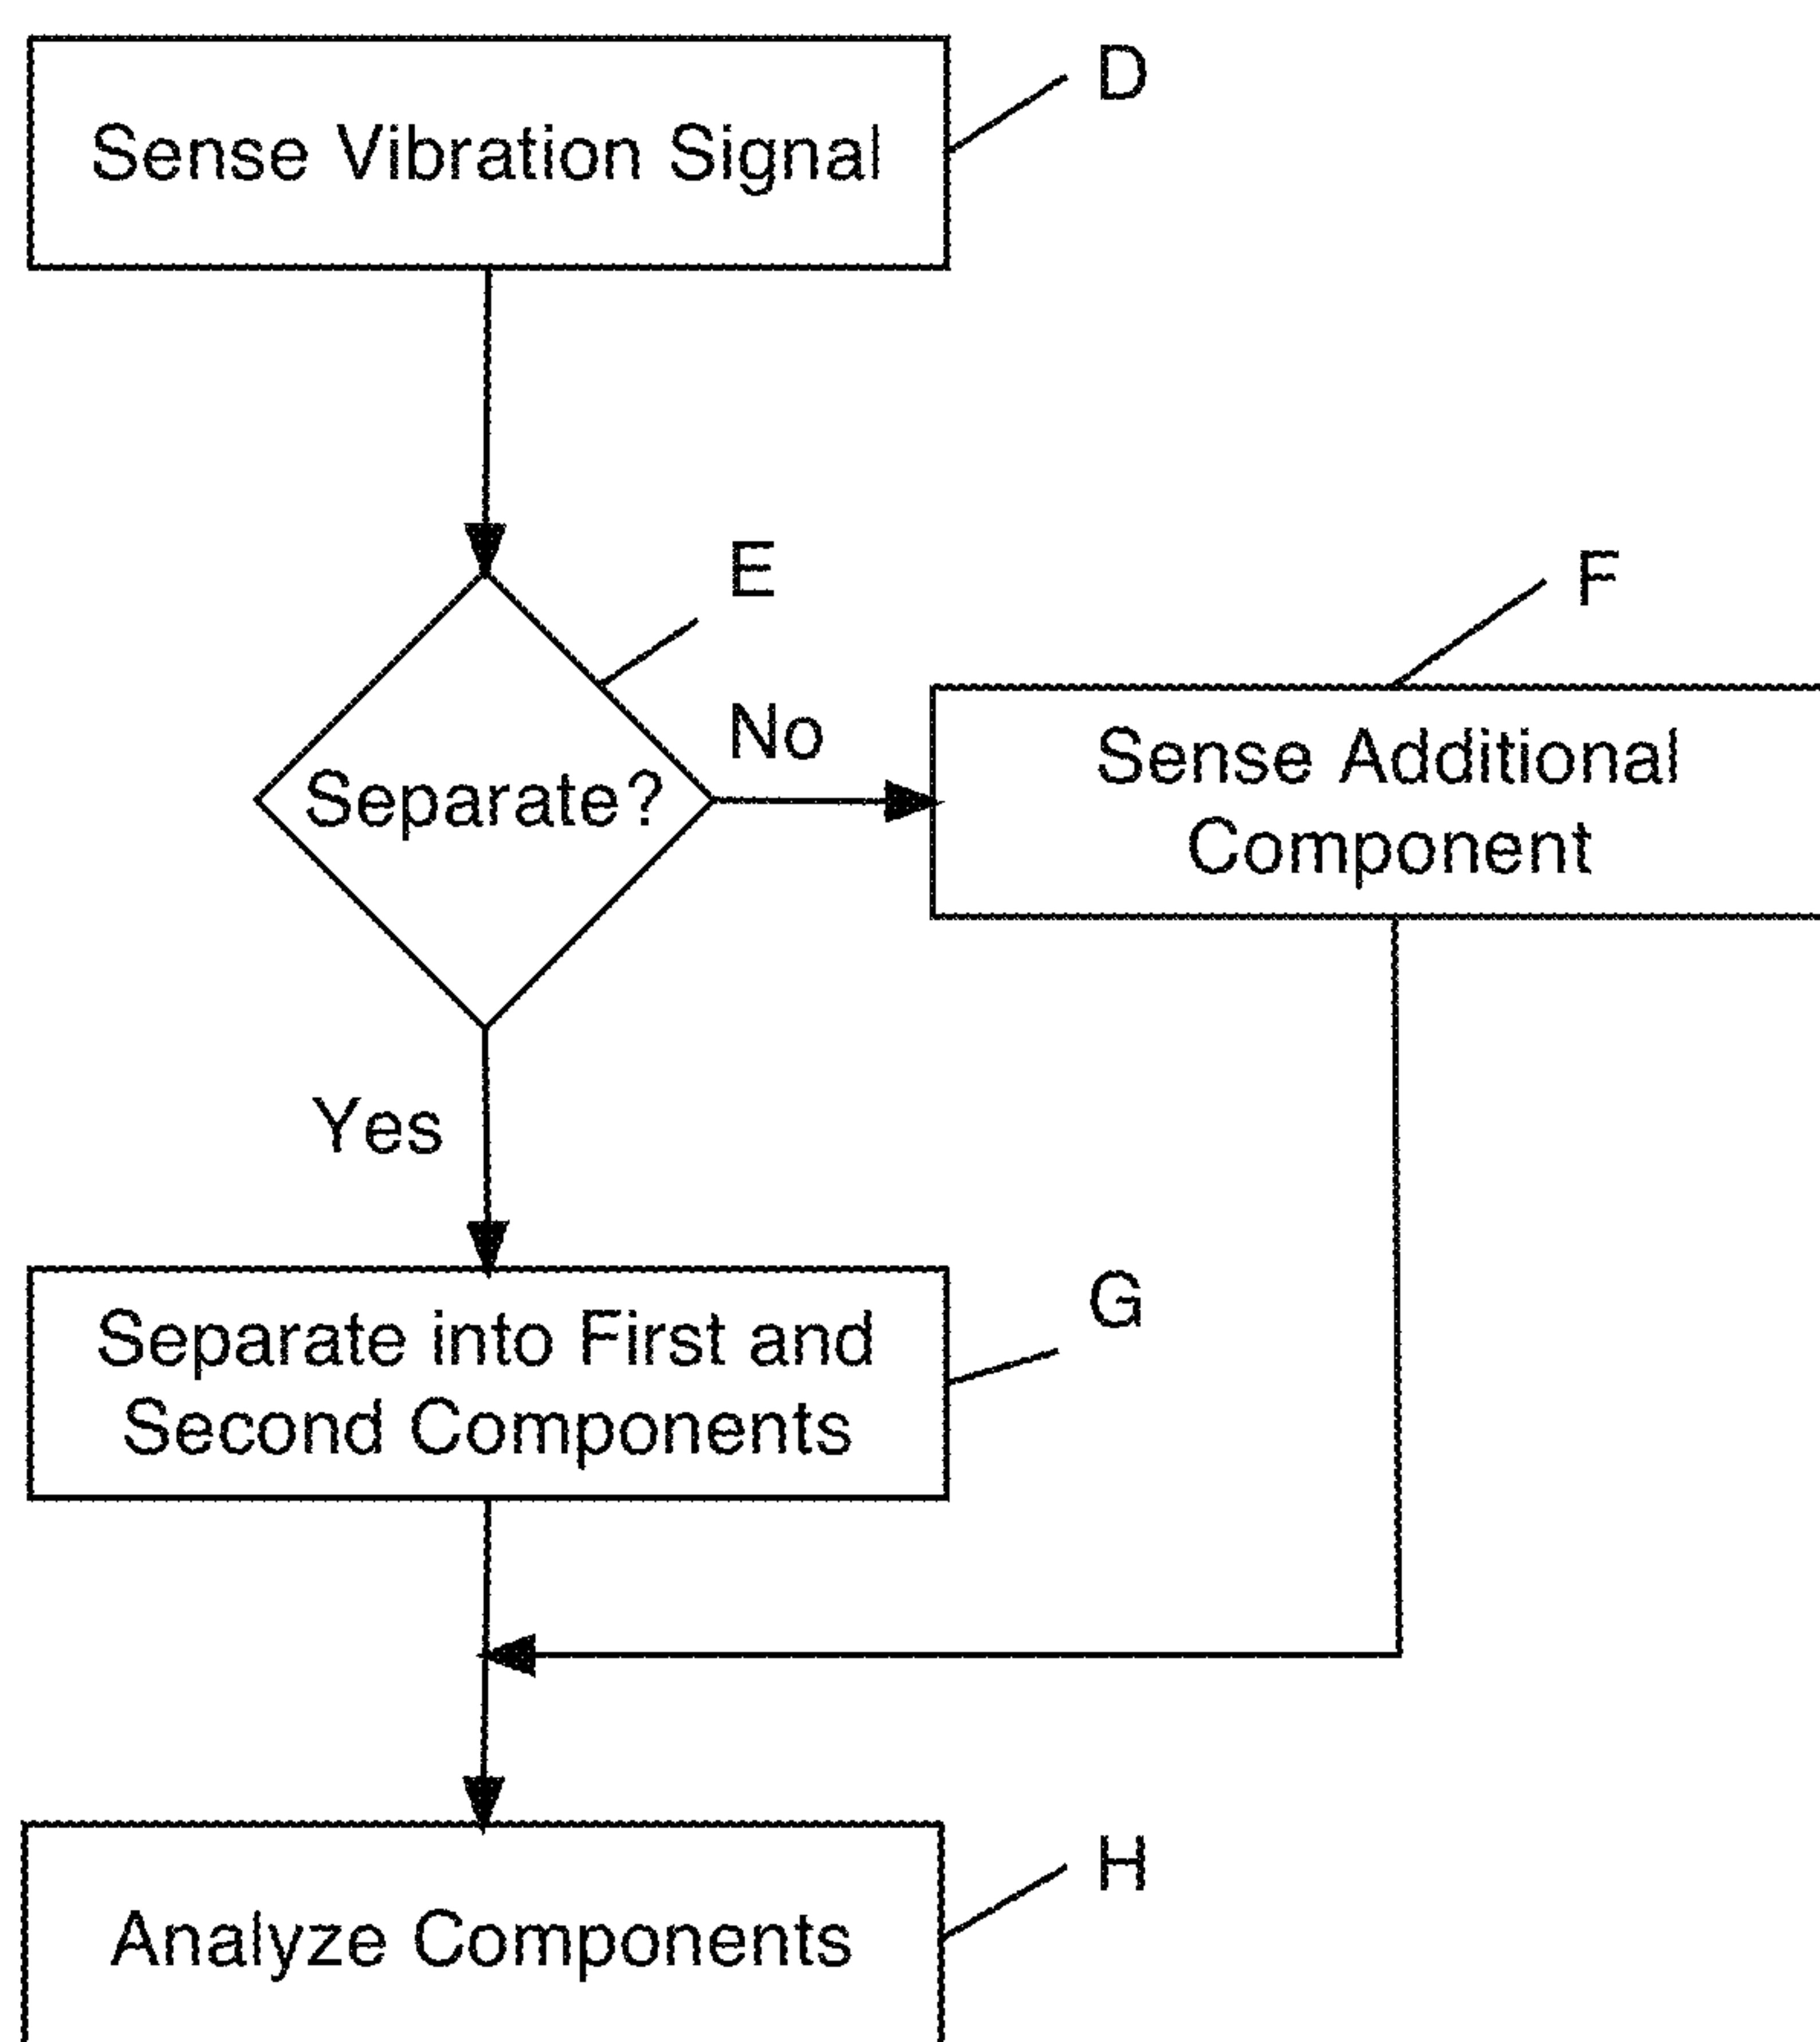 Sense Vibration Signal
D
E
F
No
Sense Additional
Component
Separate?
Yes
G
Separate into First and
Second Components
H
Analyze Components